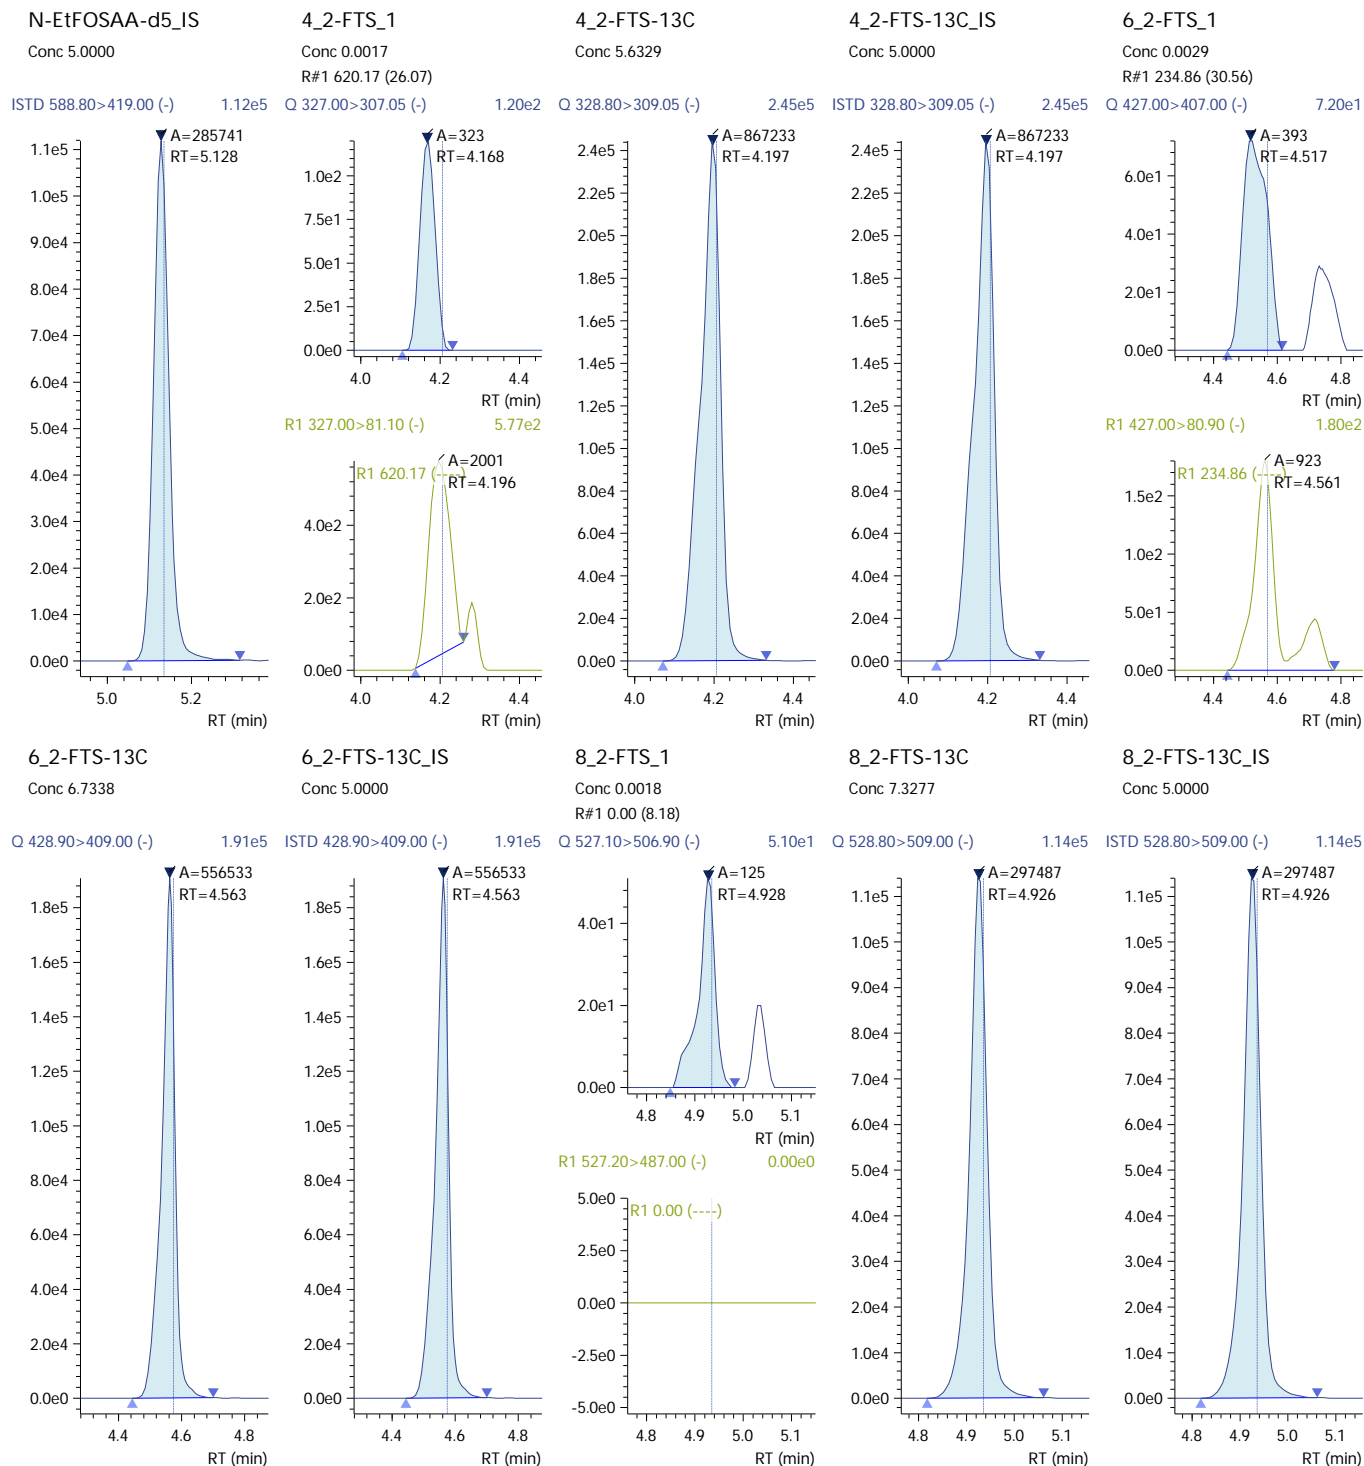 N-EtFOSAA-d5_IS
Conc 5.0000
ISTD 588.80>419.00 (-) 1.12e5
A=285741
RT=5.128
1.1e5
1.0e5
9.0e4
8.0e4
7.0e4
6.0e4
5.0e4
4.0e4
3.0e4
2.0e4
1.0e4
0.0e0
5.0 5.2
RT (min)
4_2-FTS_1
Conc 0.0017
R#1 620.17 (26.07)
Q 327.00>307.05 (-) 1.20e2
A=323
RT=4.168
1.0e2
7.5e1
5.0e1
2.5e1
0.0e0
4.0 4.2 4.4
RT (min)
R1 327.00>81.10 (-) 5.77e2
R1 620.17 (----)
A=2001
RT=4.196
4.0e2
2.0e2
0.0e0
4.0 4.2 4.4
RT (min)
4_2-FTS-13C
Conc 5.6329
Q 328.80>309.05 (-) 2.45e5
A=867233
RT=4.197
2.4e5
2.2e5
2.0e5
1.8e5
1.6e5
1.4e5
1.2e5
1.0e5
8.0e4
6.0e4
4.0e4
2.0e4
0.0e0
4.0 4.2 4.4
RT (min)
4_2-FTS-13C_IS
Conc 5.0000
ISTD 328.80>309.05 (-) 2.45e5
A=867233
RT=4.197
2.4e5
2.2e5
2.0e5
1.8e5
1.6e5
1.4e5
1.2e5
1.0e5
8.0e4
6.0e4
4.0e4
2.0e4
0.0e0
4.0 4.2 4.4
RT (min)
6_2-FTS_1
Conc 0.0029
R#1 234.86 (30.56)
Q 427.00>407.00 (-) 7.20e1
A=393
RT=4.517
6.0e1
4.0e1
2.0e1
0.0e0
4.4 4.6 4.8
RT (min)
R1 427.00>80.90 (-) 1.80e2
R1 234.86 (----)
A=923
RT=4.561
1.5e2
1.0e2
5.0e1
0.0e0
4.4 4.6 4.8
RT (min)
6_2-FTS-13C
Conc 6.7338
Q 428.90>409.00 (-) 1.91e5
A=556533
RT=4.563
1.8e5
1.6e5
1.4e5
1.2e5
1.0e5
8.0e4
6.0e4
4.0e4
2.0e4
0.0e0
4.4 4.6 4.8
RT (min)
6_2-FTS-13C_IS
Conc 5.0000
ISTD 428.90>409.00 (-) 1.91e5
A=556533
RT=4.563
1.8e5
1.6e5
1.4e5
1.2e5
1.0e5
8.0e4
6.0e4
4.0e4
2.0e4
0.0e0
4.4 4.6 4.8
RT (min)
8_2-FTS_1
Conc 0.0018
R#1 0.00 (8.18)
Q 527.10>506.90 (-) 5.10e1
A=125
RT=4.928
4.0e1
2.0e1
0.0e0
4.8 4.9 5.0 5.1
RT (min)
R1 527.20>487.00 (-) 0.00e0
R1 0.00 (----)
5.0e0
2.5e0
0.0e0
-2.5e0
-5.0e0
4.8 4.9 5.0 5.1
RT (min)
8_2-FTS-13C
Conc 7.3277
Q 528.80>509.00 (-) 1.14e5
A=297487
RT=4.926
1.1e5
1.0e5
9.0e4
8.0e4
7.0e4
6.0e4
5.0e4
4.0e4
3.0e4
2.0e4
1.0e4
0.0e0
4.8 4.9 5.0 5.1
RT (min)
8_2-FTS-13C_IS
Conc 5.0000
ISTD 528.80>509.00 (-) 1.14e5
A=297487
RT=4.926
1.1e5
1.0e5
9.0e4
8.0e4
7.0e4
6.0e4
5.0e4
4.0e4
3.0e4
2.0e4
1.0e4
0.0e0
4.8 4.9 5.0 5.1
RT (min)